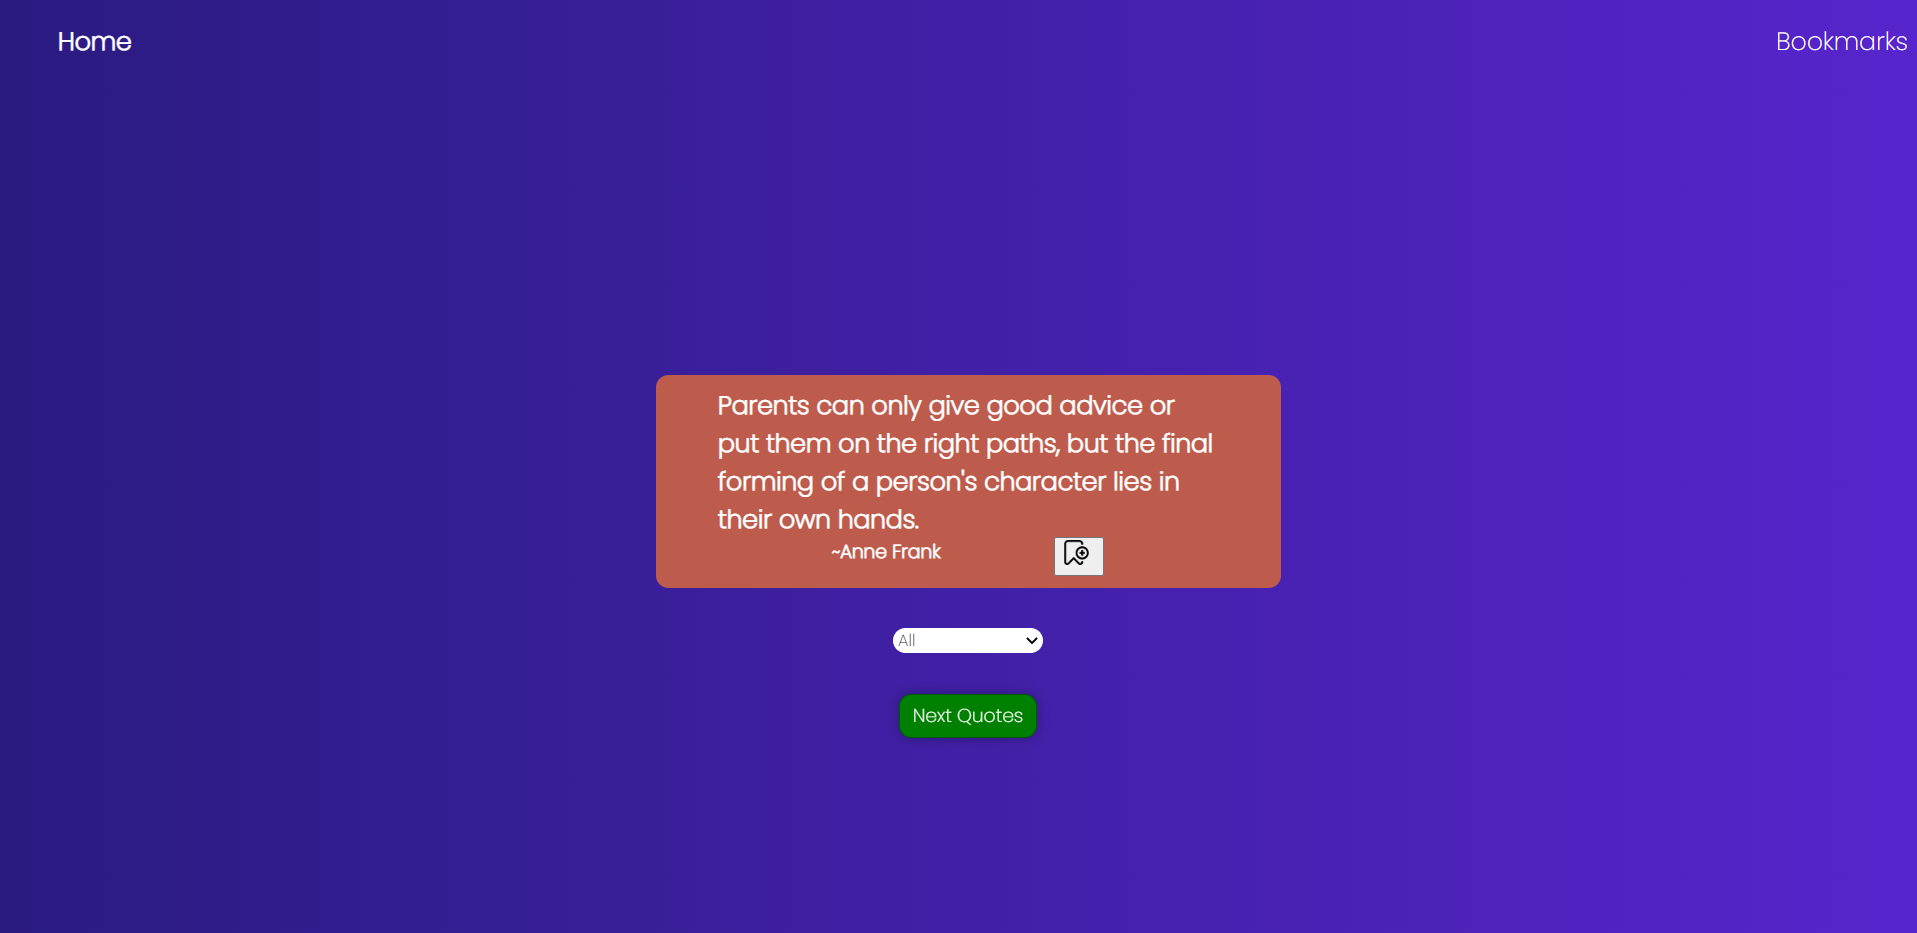 Home
Bookmarks
Parents can only give good advice or
put them on the right paths, but the final
forming of a person's character lies in
their own hands.
~Anne Frank
All
Next Quotes